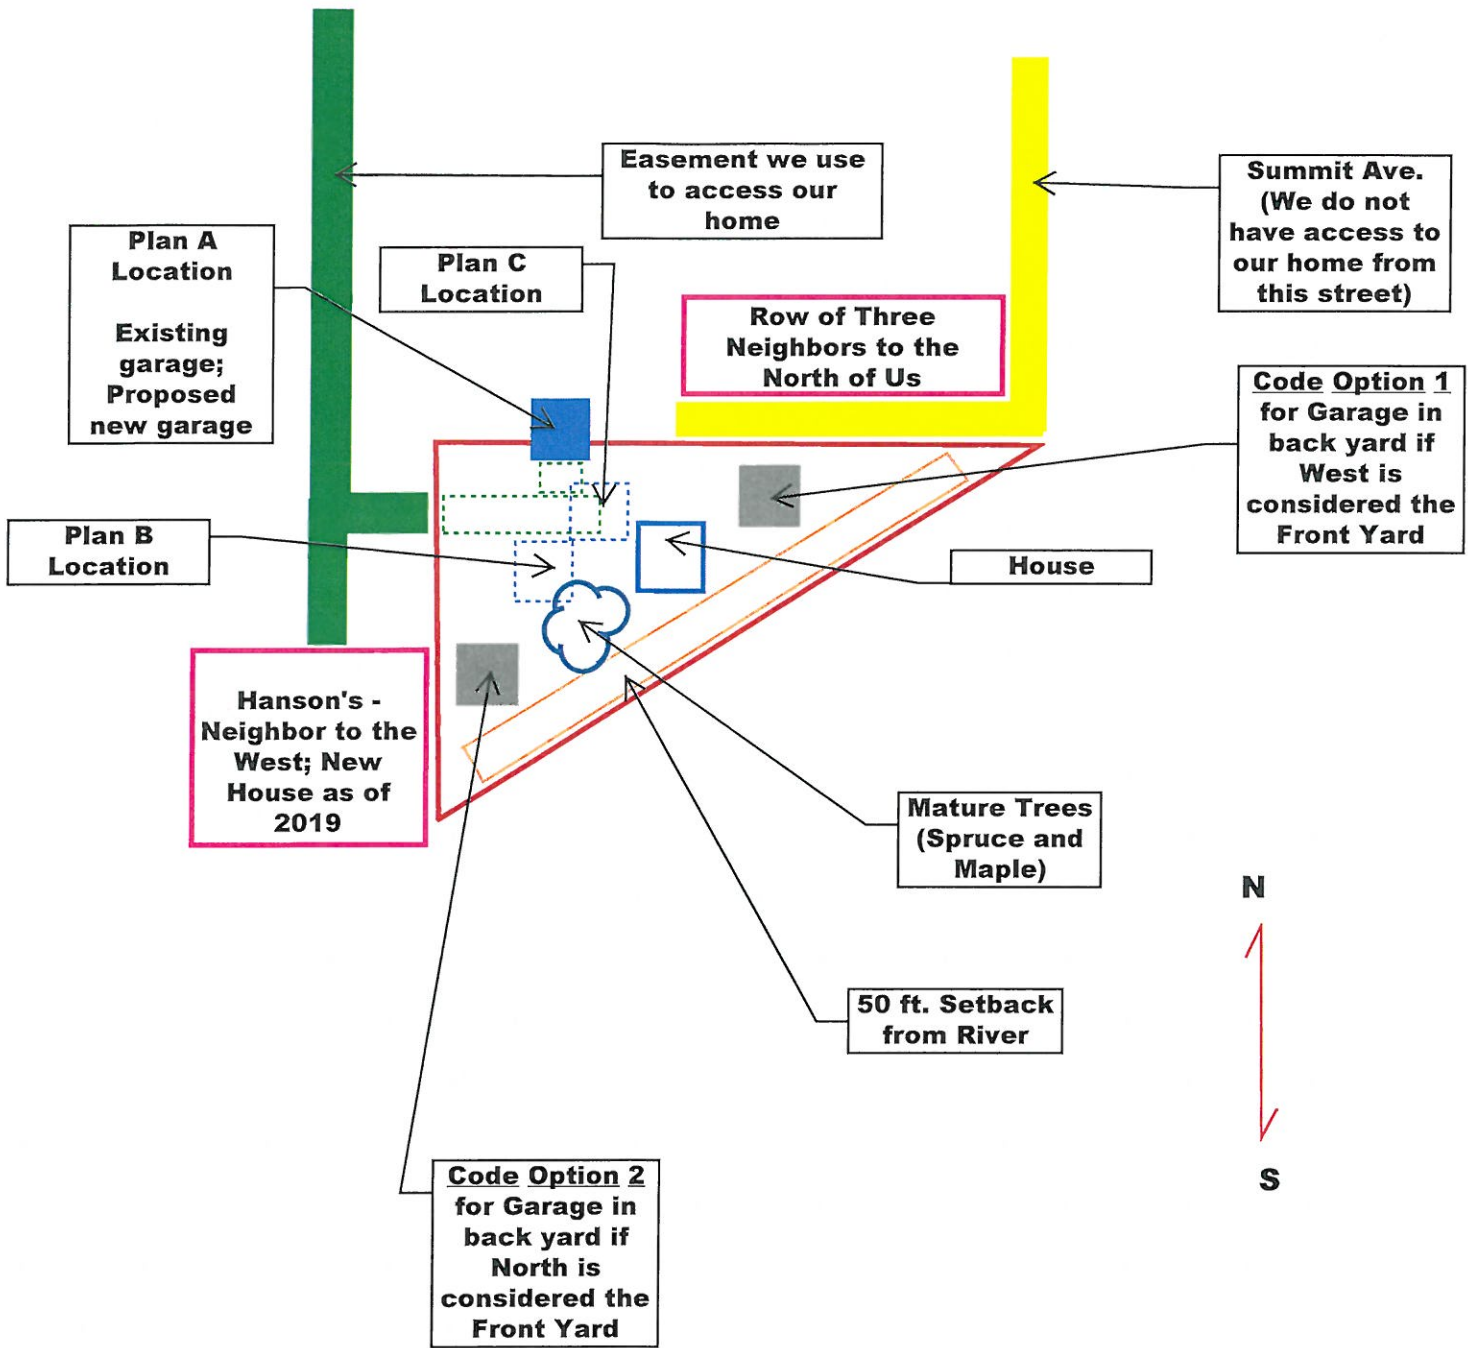 Easement we use
to access our
home
Summit Ave.
(We do not
have access to
our home from
this street)
Plan A
Location
Existing
garage;
Proposed
new garage
Plan C
Location
Row of Three
Neighbors to the
North of Us
Code Option 1
for Garage in
back yard if
West is
considered the
Front Yard
Plan B
Location
House
Hanson's -
Neighbor to the
West; New
House as of
2019
Mature Trees
(Spruce and
Maple)
N
50 ft. Setback
from River
S
Code Option 2
for Garage in
back yard if
North is
considered the
Front Yard